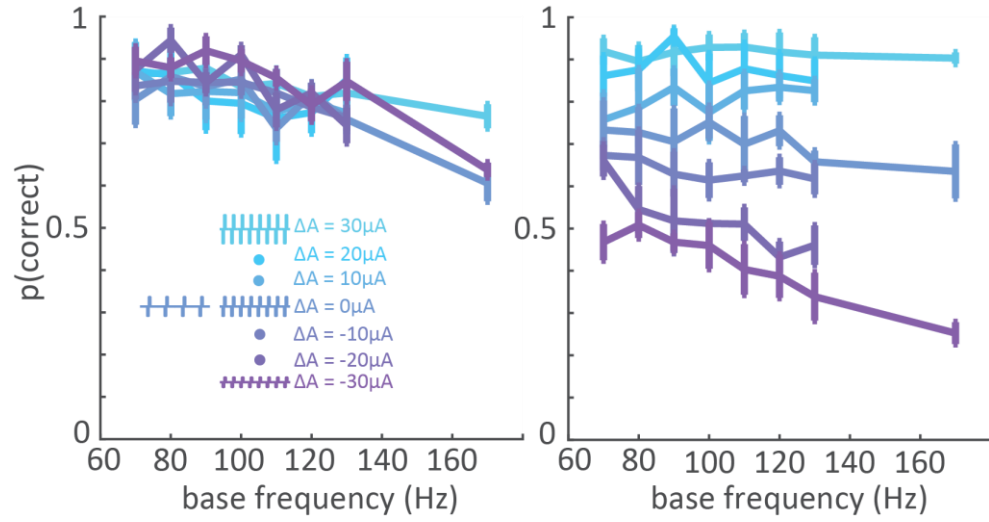 1
0.5
0
p(correct)
ΔA = 30µA
ΔA = 20µA
ΔA = 10µA
ΔA = 0µA
ΔA = -10µA
ΔA = -20µA
ΔA = -30µA
60 80 100 120 140 160
base frequency (Hz)
1
0.5
0
60 80 100 120 140 160
base frequency (Hz)